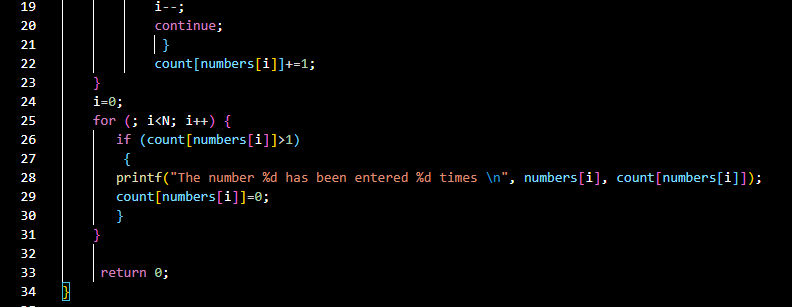 19 i--;
20 continue;
21 }
22 count[numbers[i]]+=1;
23 }
24 i=0;
25 for (; i<N; i++) {
26 if (count[numbers[i]]>1)
27 {
28 printf("The number %d has been entered %d times \n", numbers[i], count[numbers[i]]);
29 count[numbers[i]]=0;
30 }
31 }
32
33 return 0;
34 }